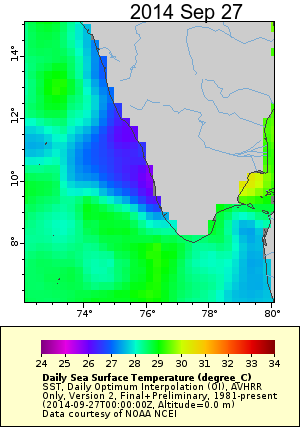 2014 Sep 27
14°
12°
10°
8°
74° 76° 78° 80°
24 25 26 27 28 29 30 31 32 33 34
Daily Sea Surface Temperature (degree_C)
SST, Daily Optimum Interpolation (OI), AVHRR
Only, Version 2, Final+Preliminary, 1981-present
(2014-09-27T00:00:00Z, Altitude=0.0 m)
Data courtesy of NOAA NCEI